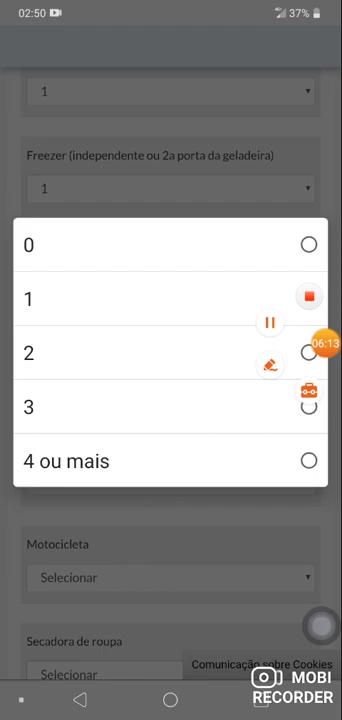 02:50
37%
1
Freezer (independente ou 2a porta da geladeira)
1
0
1
2
06:13
3
4 ou mais
Motocicleta
Selecionar
Secadora de roupa
Comunicação sobre Cookies
Selecionar
MOBI
RECORDER